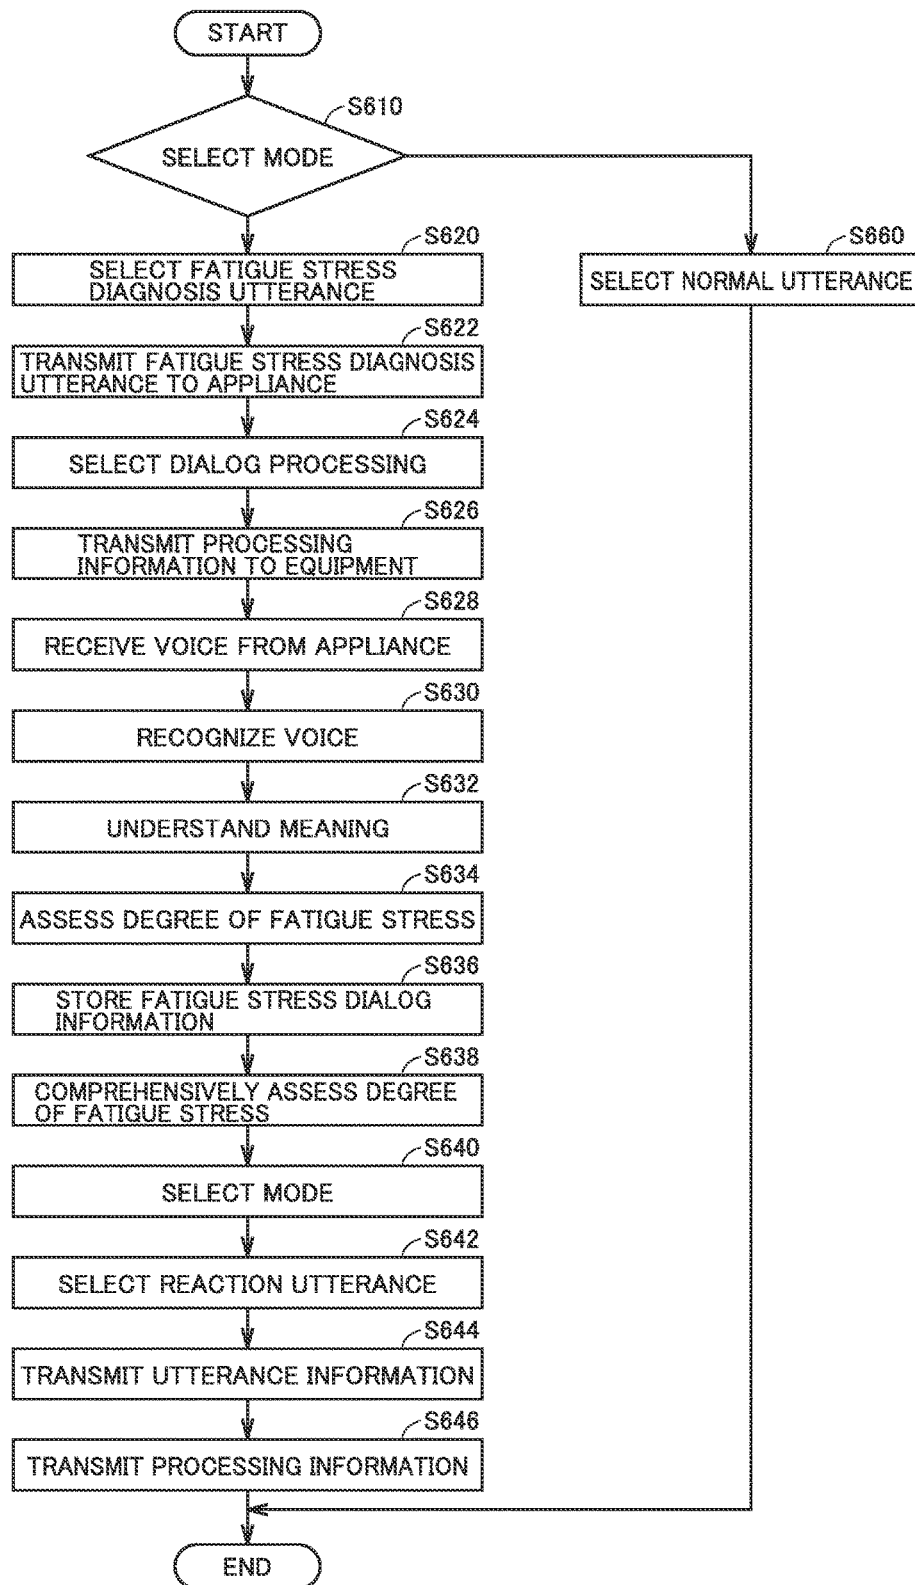 START
S610
SELECT MODE
S620
SELECT FATIGUE STRESS
DIAGNOSIS UTTERANCE
S660
SELECT NORMAL UTTERANCE
S622
TRANSMIT FATIGUE STRESS DIAGNOSIS
UTTERANCE TO APPLIANCE
S624
SELECT DIALOG PROCESSING
S626
TRANSMIT PROCESSING
INFORMATION TO EQUIPMENT
S628
RECEIVE VOICE FROM APPLIANCE
S630
RECOGNIZE VOICE
S632
UNDERSTAND MEANING
S634
ASSESS DEGREE OF FATIGUE STRESS
S636
STORE FATIGUE STRESS DIALOG
INFORMATION
S638
COMPREHENSIVELY ASSESS DEGREE
OF FATIGUE STRESS
S640
SELECT MODE
S642
SELECT REACTION UTTERANCE
S644
TRANSMIT UTTERANCE INFORMATION
S646
TRANSMIT PROCESSING INFORMATION
END